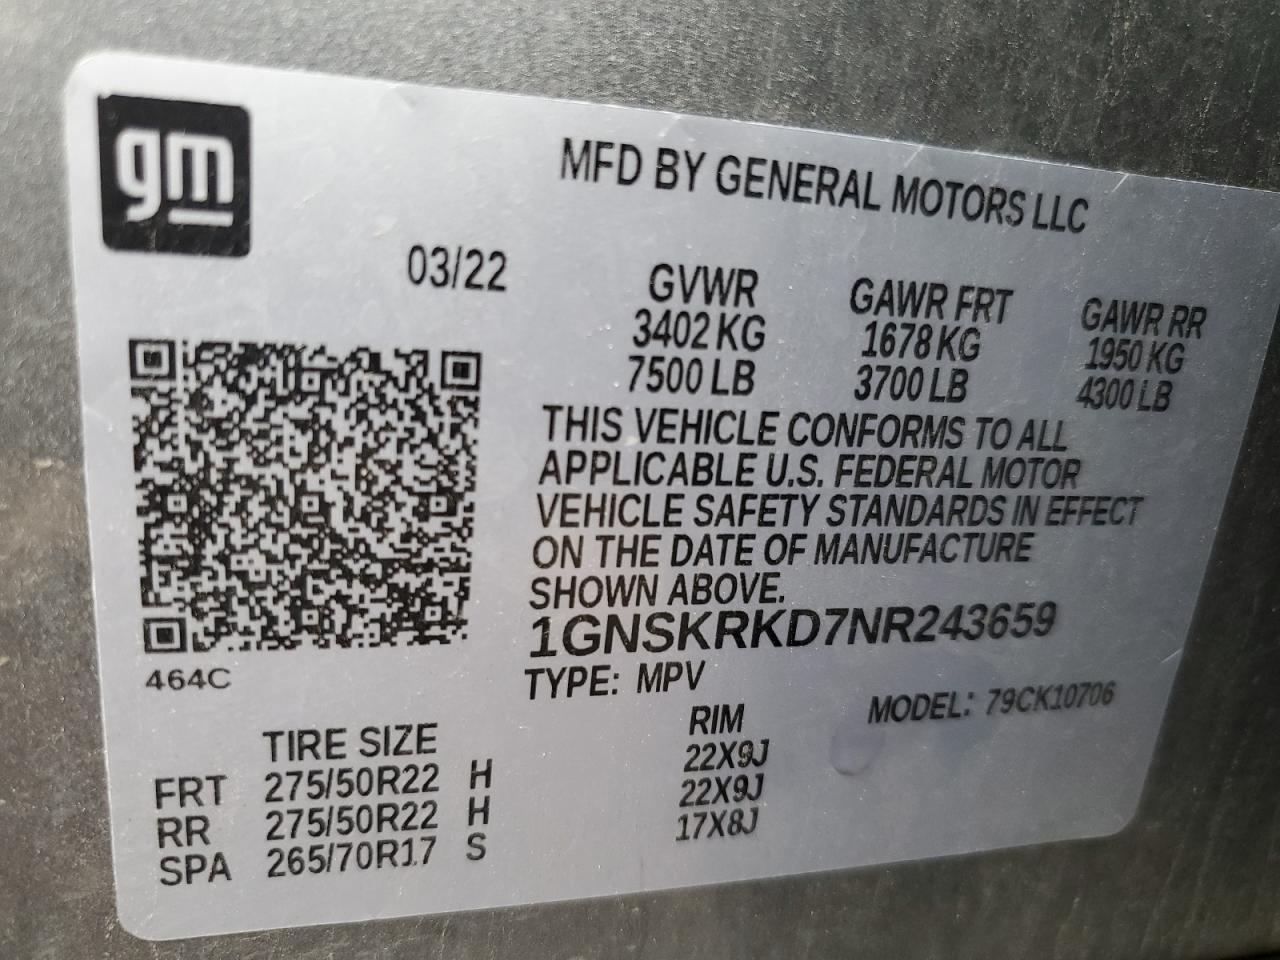 gm
MFD BY GENERAL MOTORS LLC
03/22
GVWR GAWR FRT GAWR RR
3402 KG 1678 KG 1950 KG
7500 LB 3700 LB 4300 LB
THIS VEHICLE CONFORMS TO ALL
APPLICABLE U.S. FEDERAL MOTOR
VEHICLE SAFETY STANDARDS IN EFFECT
ON THE DATE OF MANUFACTURE
SHOWN ABOVE.
1GNSKRKD7NR243659
464C
TYPE: MPV MODEL: 79CK10706
TIRE SIZE RIM
FRT 275/50R22 H 22X9J
RR 275/50R22 H 22X9J
SPA 265/70R17 S 17X8J